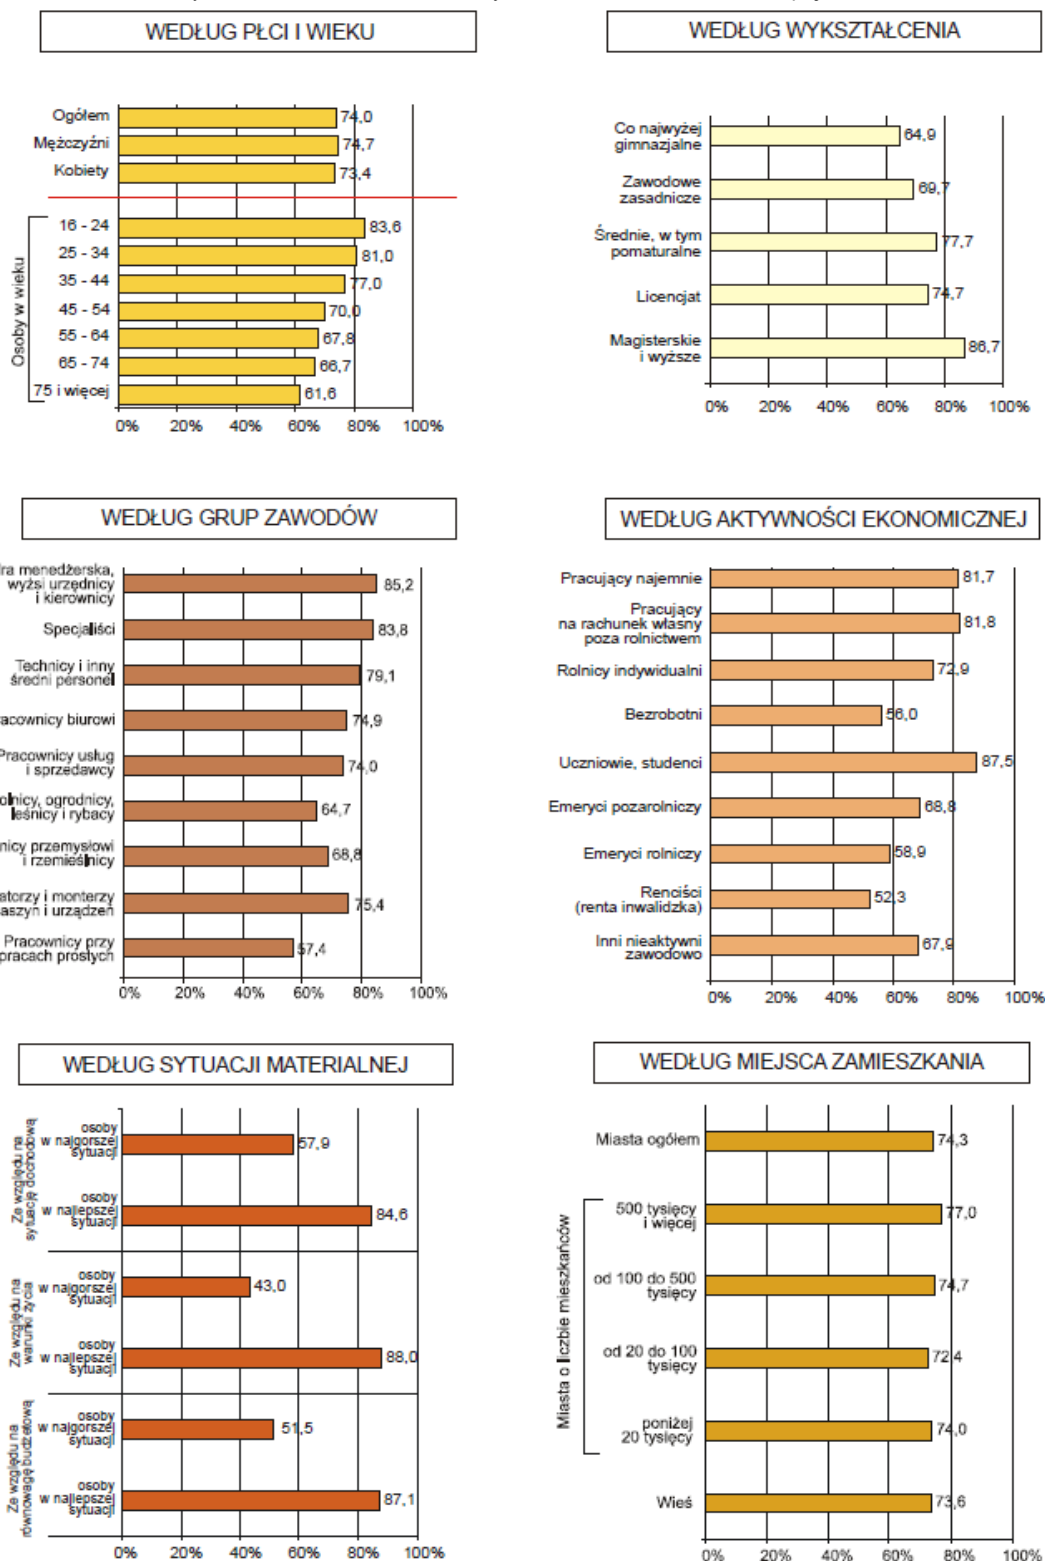 WEDŁUG PŁCI I WIEKU
Ogółem 74,0
Mężczyźni 74,7
Kobiety 73,4
Osoby w wieku
16 - 24 83,6
25 - 34 81,0
35 - 44 77,0
45 - 54 70,0
55 - 64 67,8
65 - 74 66,7
75 i więcej 61,6
0% 20% 40% 60% 80% 100%
WEDŁUG WYKSZTAŁCENIA
Co najwyżej
gimnazjalne 64,9
Zawodowe
zasadnicze 69,7
Średnie, w tym
pomaturalne 77,7
Licencjat 74,7
Magisterskie
i wyższe 86,7
0% 20% 40% 60% 80% 100%
WEDŁUG GRUP ZAWODÓW
menedżerska,
wyżsi urzędnicy
i kierownicy 85,2
Specjaliści 83,8
Technicy i inny
średni personel 79,1
biurowi 74,9
Pracownicy usług
i sprzedawcy 74,0
ogrodnicy,
leśnicy i rybacy 64,7
przemysłowi
i rzemieślnicy 68,8
i monterzy
i urządzeń 75,4
Pracownicy przy
pracach prostych 57,4
0% 20% 40% 60% 80% 100%
WEDŁUG AKTYWNOŚCI EKONOMICZNEJ
Pracujący najemnie 81,7
Pracujący
na rachunek własny
poza rolnictwem 81,8
Rolnicy indywidualni 72,9
Bezrobotni 56,0
Uczniowie, studenci 87,5
Emeryci pozarolniczy 68,8
Emeryci rolniczy 58,9
Renciści
(renta inwalidzka) 52,3
Inni nieaktywni
zawodowo 67,9
0% 20% 40% 60% 80% 100%
WEDŁUG SYTUACJI MATERIALNEJ
Ze względu na
sytuację dochodową
osoby
w najgorszej
sytuacji 57,9
osoby
w najlepszej
sytuacji 84,6
Ze względu na
warunki życia
osoby
w najgorszej
sytuacji 43,0
osoby
w najlepszej
sytuacji 88,0
Ze względu na
równowagę budżetową
osoby
w najgorszej
sytuacji 51,5
osoby
w najlepszej
sytuacji 87,1
0% 20% 40% 60% 80% 100%
WEDŁUG MIEJSCA ZAMIESZKANIA
Miasta ogółem 74,3
Miasta o liczbie mieszkańców
500 tysięcy
i więcej 77,0
od 100 do 500
tysięcy 74,7
od 20 do 100
tysięcy 72,4
poniżej
20 tysięcy 74,0
Wieś 73,6
0% 20% 40% 60% 80% 100%